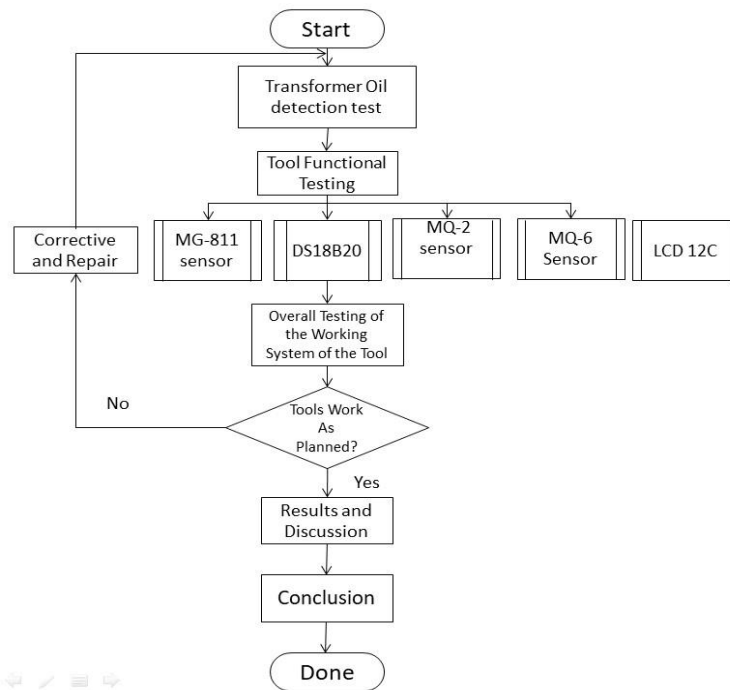 Start
Transformer Oil
detection test
Tool Functional
Testing
Corrective
and Repair
MG-811
sensor
DS18B20
MQ-2
sensor
MQ-6
Sensor
LCD 12C
Overall Testing of
the Working
System of the Tool
No
Tools Work
As
Planned?
Yes
Results and
Discussion
Conclusion
Done